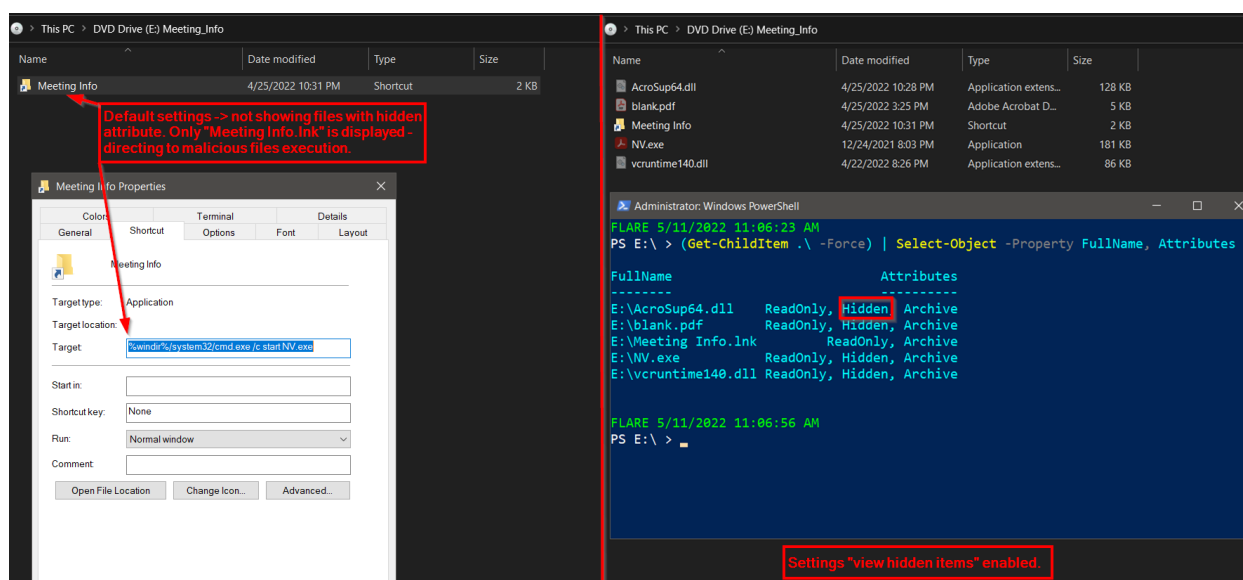 This PC > DVD Drive (E:) Meeting_Info
Name Date modified Type Size
Meeting Info 4/25/2022 10:31 PM Shortcut 2 KB
Default settings -> not showing files with hidden
attribute. Only "Meeting Info.lnk" is displayed -
directing to malicious files execution.
Meeting Info Properties
Colors Terminal Details
General Shortcut Options Font Layout
Meeting Info
Target type: Application
Target location:
Target: %windir%/system32/cmd.exe /c start NV.exe
Start in:
Shortcut key: None
Run: Normal window
Comment:
Open File Location Change Icon... Advanced...
This PC > DVD Drive (E:) Meeting_Info
Name Date modified Type Size
AcroSup64.dll 4/25/2022 10:28 PM Application extens... 128 KB
blank.pdf 4/25/2022 3:25 PM Adobe Acrobat D... 5 KB
Meeting Info 4/25/2022 10:31 PM Shortcut 2 KB
NV.exe 12/24/2021 8:03 PM Application 181 KB
vcruntime140.dll 4/22/2022 8:26 PM Application extens... 86 KB
Administrator: Windows PowerShell
FLARE 5/11/2022 11:06:23 AM
PS E:\ > (Get-ChildItem .\ -Force) | Select-Object -Property FullName, Attributes
FullName Attributes
-------- ----------
E:\AcroSup64.dll ReadOnly, Hidden, Archive
E:\blank.pdf ReadOnly, Hidden, Archive
E:\Meeting Info.lnk ReadOnly, Archive
E:\NV.exe ReadOnly, Hidden, Archive
E:\vcruntime140.dll ReadOnly, Hidden, Archive
FLARE 5/11/2022 11:06:56 AM
PS E:\ >
Settings "view hidden items" enabled.